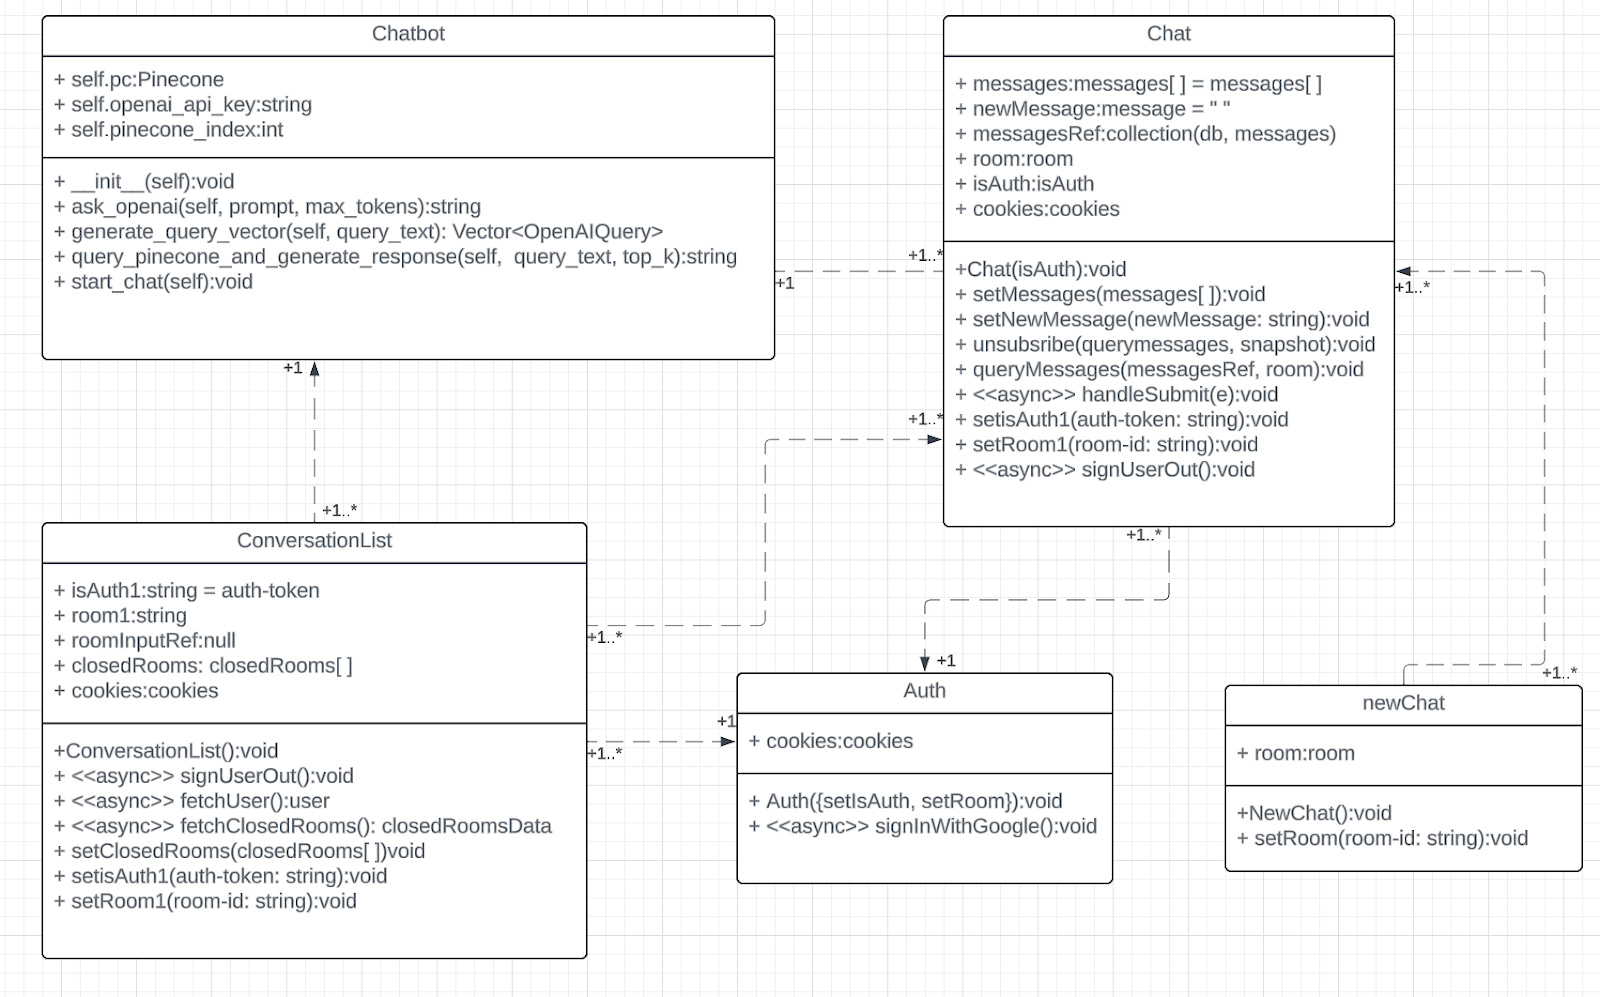 Chatbot
+ self.pc:Pinecone
+ self.openai_api_key:string
+ self.pinecone_index:int
+ __init__(self):void
+ ask_openai(self, prompt, max_tokens):string
+ generate_query_vector(self, query_text): Vector<OpenAIQuery>
+ query_pinecone_and_generate_response(self,  query_text, top_k):string
+ start_chat(self):void
Chat
+ messages:messages[ ] = messages[ ]
+ newMessage:message = " "
+ messagesRef:collection(db, messages)
+ room:room
+ isAuth:isAuth
+ cookies:cookies
+Chat(isAuth):void
+ setMessages(messages[ ]):void
+ setNewMessage(newMessage: string):void
+ unsubsribe(querymessages, snapshot):void
+ queryMessages(messagesRef, room):void
+ <<async>> handleSubmit(e):void
+ setisAuth1(auth-token: string):void
+ setRoom1(room-id: string):void
+ <<async>> signUserOut():void
+1..*
+1
+1..*
+1
+1..*
+1..*
+1..*
ConversationList
+ isAuth1:string = auth-token
+ room1:string
+ roomInputRef:null
+ closedRooms: closedRooms[ ]
+ cookies:cookies
+ConversationList():void
+ <<async>> signUserOut():void
+ <<async>> fetchUser():user
+ <<async>> fetchClosedRooms(): closedRoomsData
+ setClosedRooms(closedRooms[ ])void
+ setisAuth1(auth-token: string):void
+ setRoom1(room-id: string):void
+1..*
+1
+1..*
+1
+1..*
Auth
+ cookies:cookies
+ Auth({setIsAuth, setRoom}):void
+ <<async>> signInWithGoogle():void
newChat
+ room:room
+NewChat():void
+ setRoom(room-id: string):void